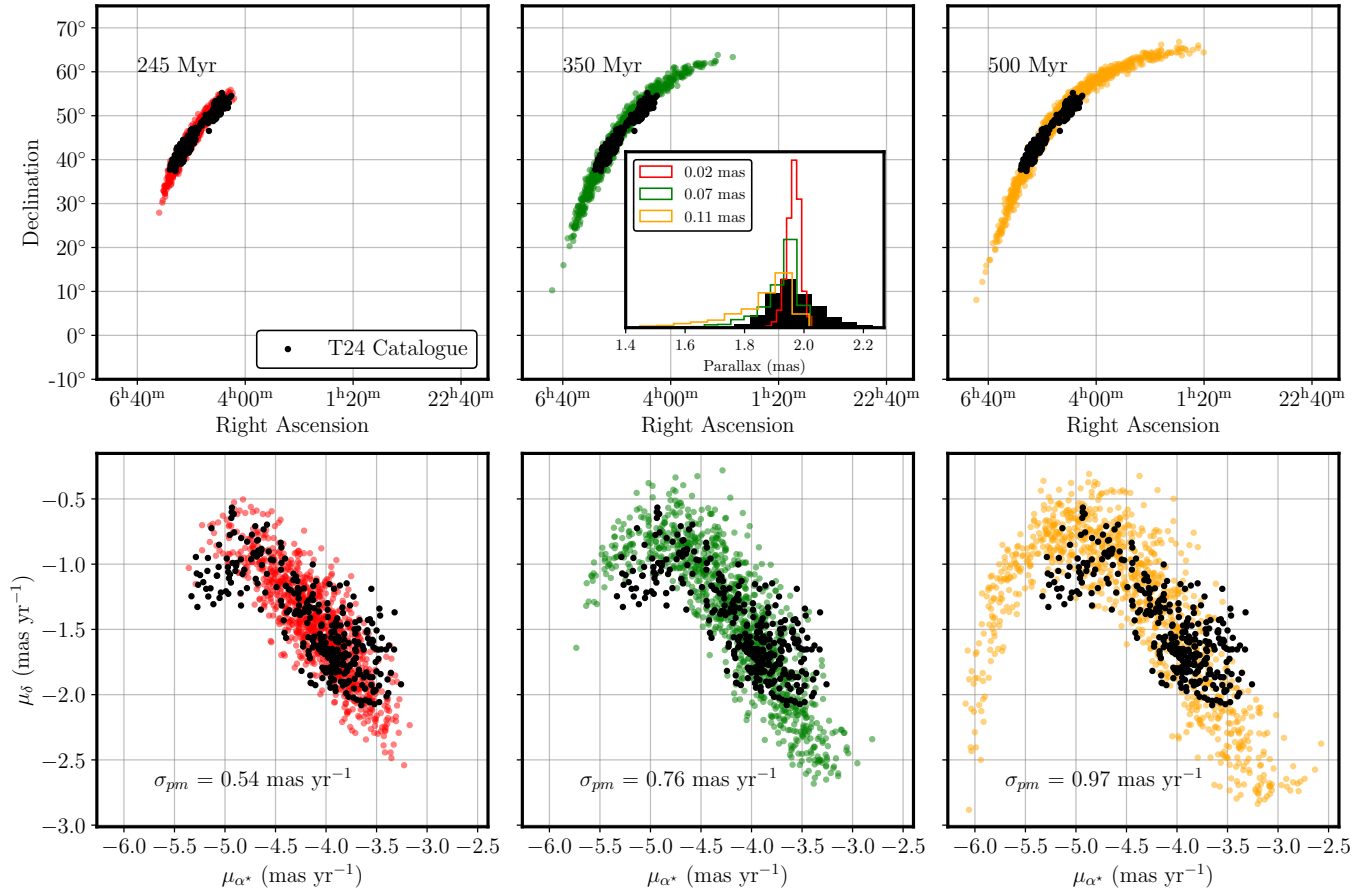 70°
60°
50°
40°
30°
20°
10°
0°
-10°
Declination
245 Myr
T24 Catalogue
6ʰ40ᵐ 4ʰ00ᵐ 1ʰ20ᵐ 22ʰ40ᵐ
Right Ascension
350 Myr
0.02 mas
0.07 mas
0.11 mas
1.4 1.6 1.8 2.0 2.2
Parallax (mas)
6ʰ40ᵐ 4ʰ00ᵐ 1ʰ20ᵐ 22ʰ40ᵐ
Right Ascension
500 Myr
6ʰ40ᵐ 4ʰ00ᵐ 1ʰ20ᵐ 22ʰ40ᵐ
Right Ascension
−0.5
−1.0
−1.5
−2.0
−2.5
−3.0
μδ (mas yr⁻¹)
σpm = 0.54 mas yr⁻¹
−6.0 −5.5 −5.0 −4.5 −4.0 −3.5 −3.0 −2.5
μα⋆ (mas yr⁻¹)
σpm = 0.76 mas yr⁻¹
−6.0 −5.5 −5.0 −4.5 −4.0 −3.5 −3.0 −2.5
μα⋆ (mas yr⁻¹)
σpm = 0.97 mas yr⁻¹
−6.0 −5.5 −5.0 −4.5 −4.0 −3.5 −3.0 −2.5
μα⋆ (mas yr⁻¹)